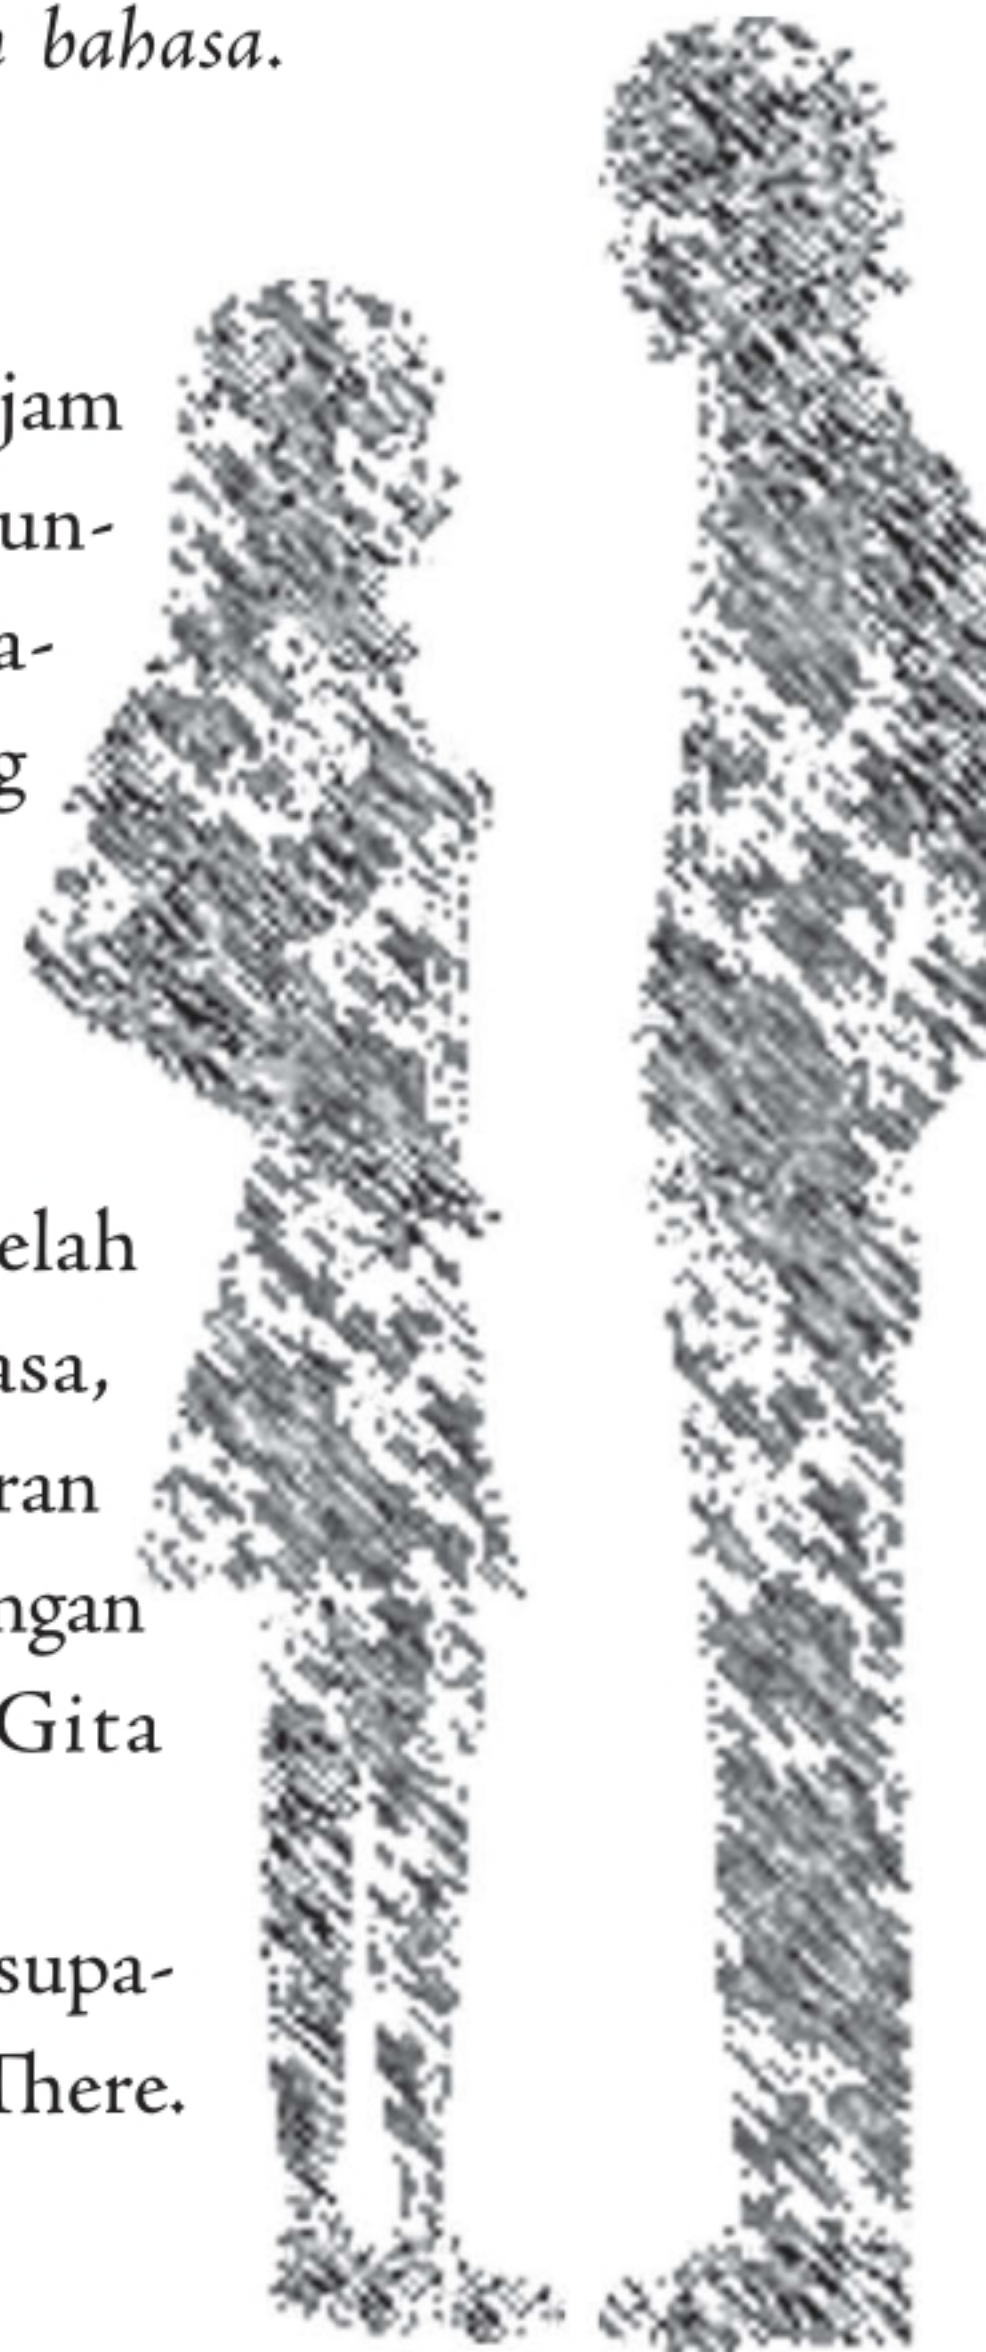 bahasa.
jam
un-
a-
g
elah
asa,
ran
ngan
Gita
supa-
There.